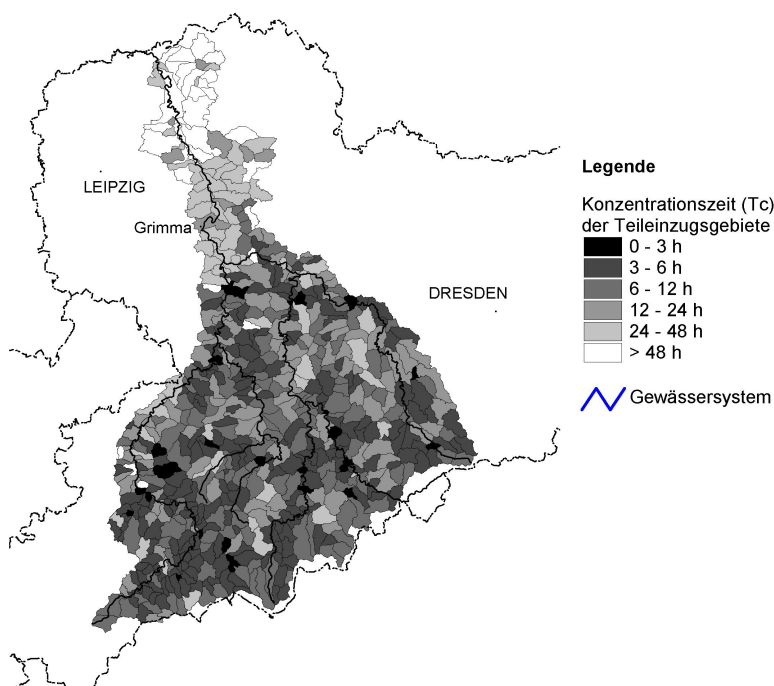 LEIPZIG
Grimma
DRESDEN
Legende
Konzentrationszeit (Tc)
der Teileinzugsgebiete
0 - 3 h
3 - 6 h
6 - 12 h
12 - 24 h
24 - 48 h
> 48 h
Gewässersystem